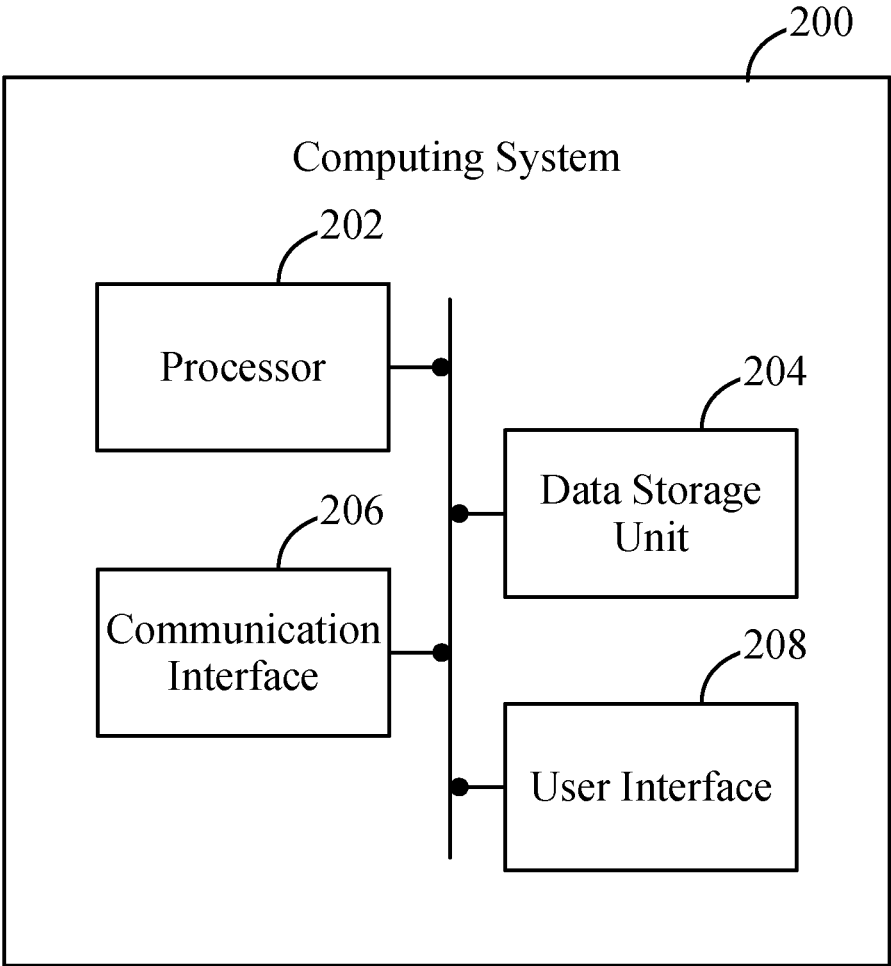 200
Computing System
202
Processor
204
Data Storage
Unit
206
Communication
Interface
208
User Interface